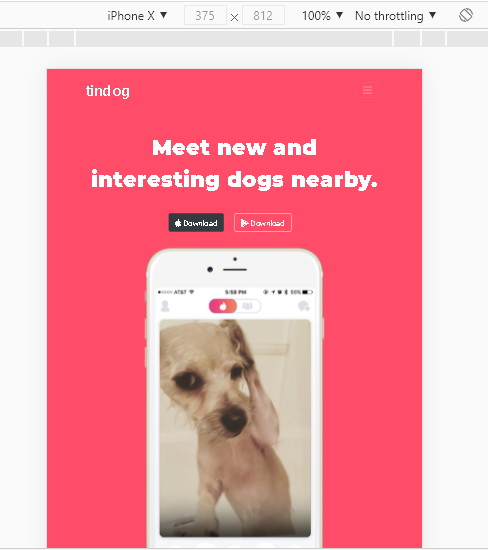 iPhone X ▼ 375 × 812 100% ▼ No throttling ▼
tindog
Meet new and
interesting dogs nearby.
Download Download
AT&T 5:58 PM 50%